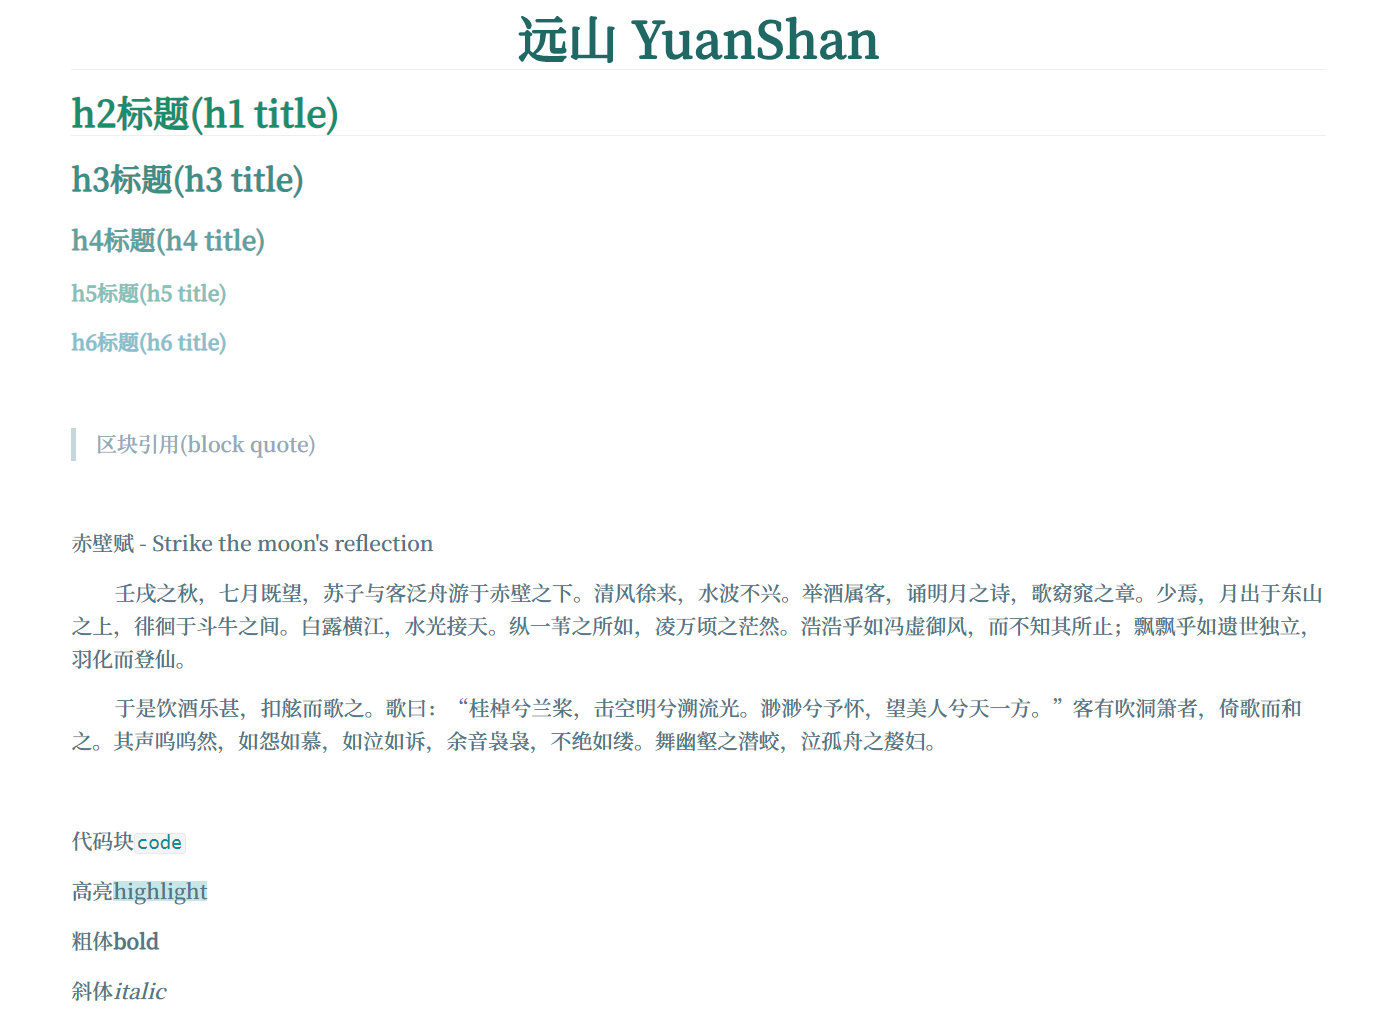 远山 YuanShan
h2标题(h1 title)
h3标题(h3 title)
h4标题(h4 title)
h5标题(h5 title)
h6标题(h6 title)
区块引用(block quote)
赤壁赋 - Strike the moon's reflection
壬戌之秋，七月既望，苏子与客泛舟游于赤壁之下。清风徐来，水波不兴。举酒属客，诵明月之诗，歌窈窕之章。少焉，月出于东山
之上，徘徊于斗牛之间。白露横江，水光接天。纵一苇之所如，凌万顷之茫然。浩浩乎如冯虚御风，而不知其所止；飘飘乎如遗世独立，
羽化而登仙。
于是饮酒乐甚，扣舷而歌之。歌曰：“桂棹兮兰桨，击空明兮溯流光。渺渺兮予怀，望美人兮天一方。”客有吹洞箫者，倚歌而和
之。其声呜呜然，如怨如慕，如泣如诉，余音袅袅，不绝如缕。舞幽壑之潜蛟，泣孤舟之嫠妇。
代码块code
高亮highlight
粗体bold
斜体italic